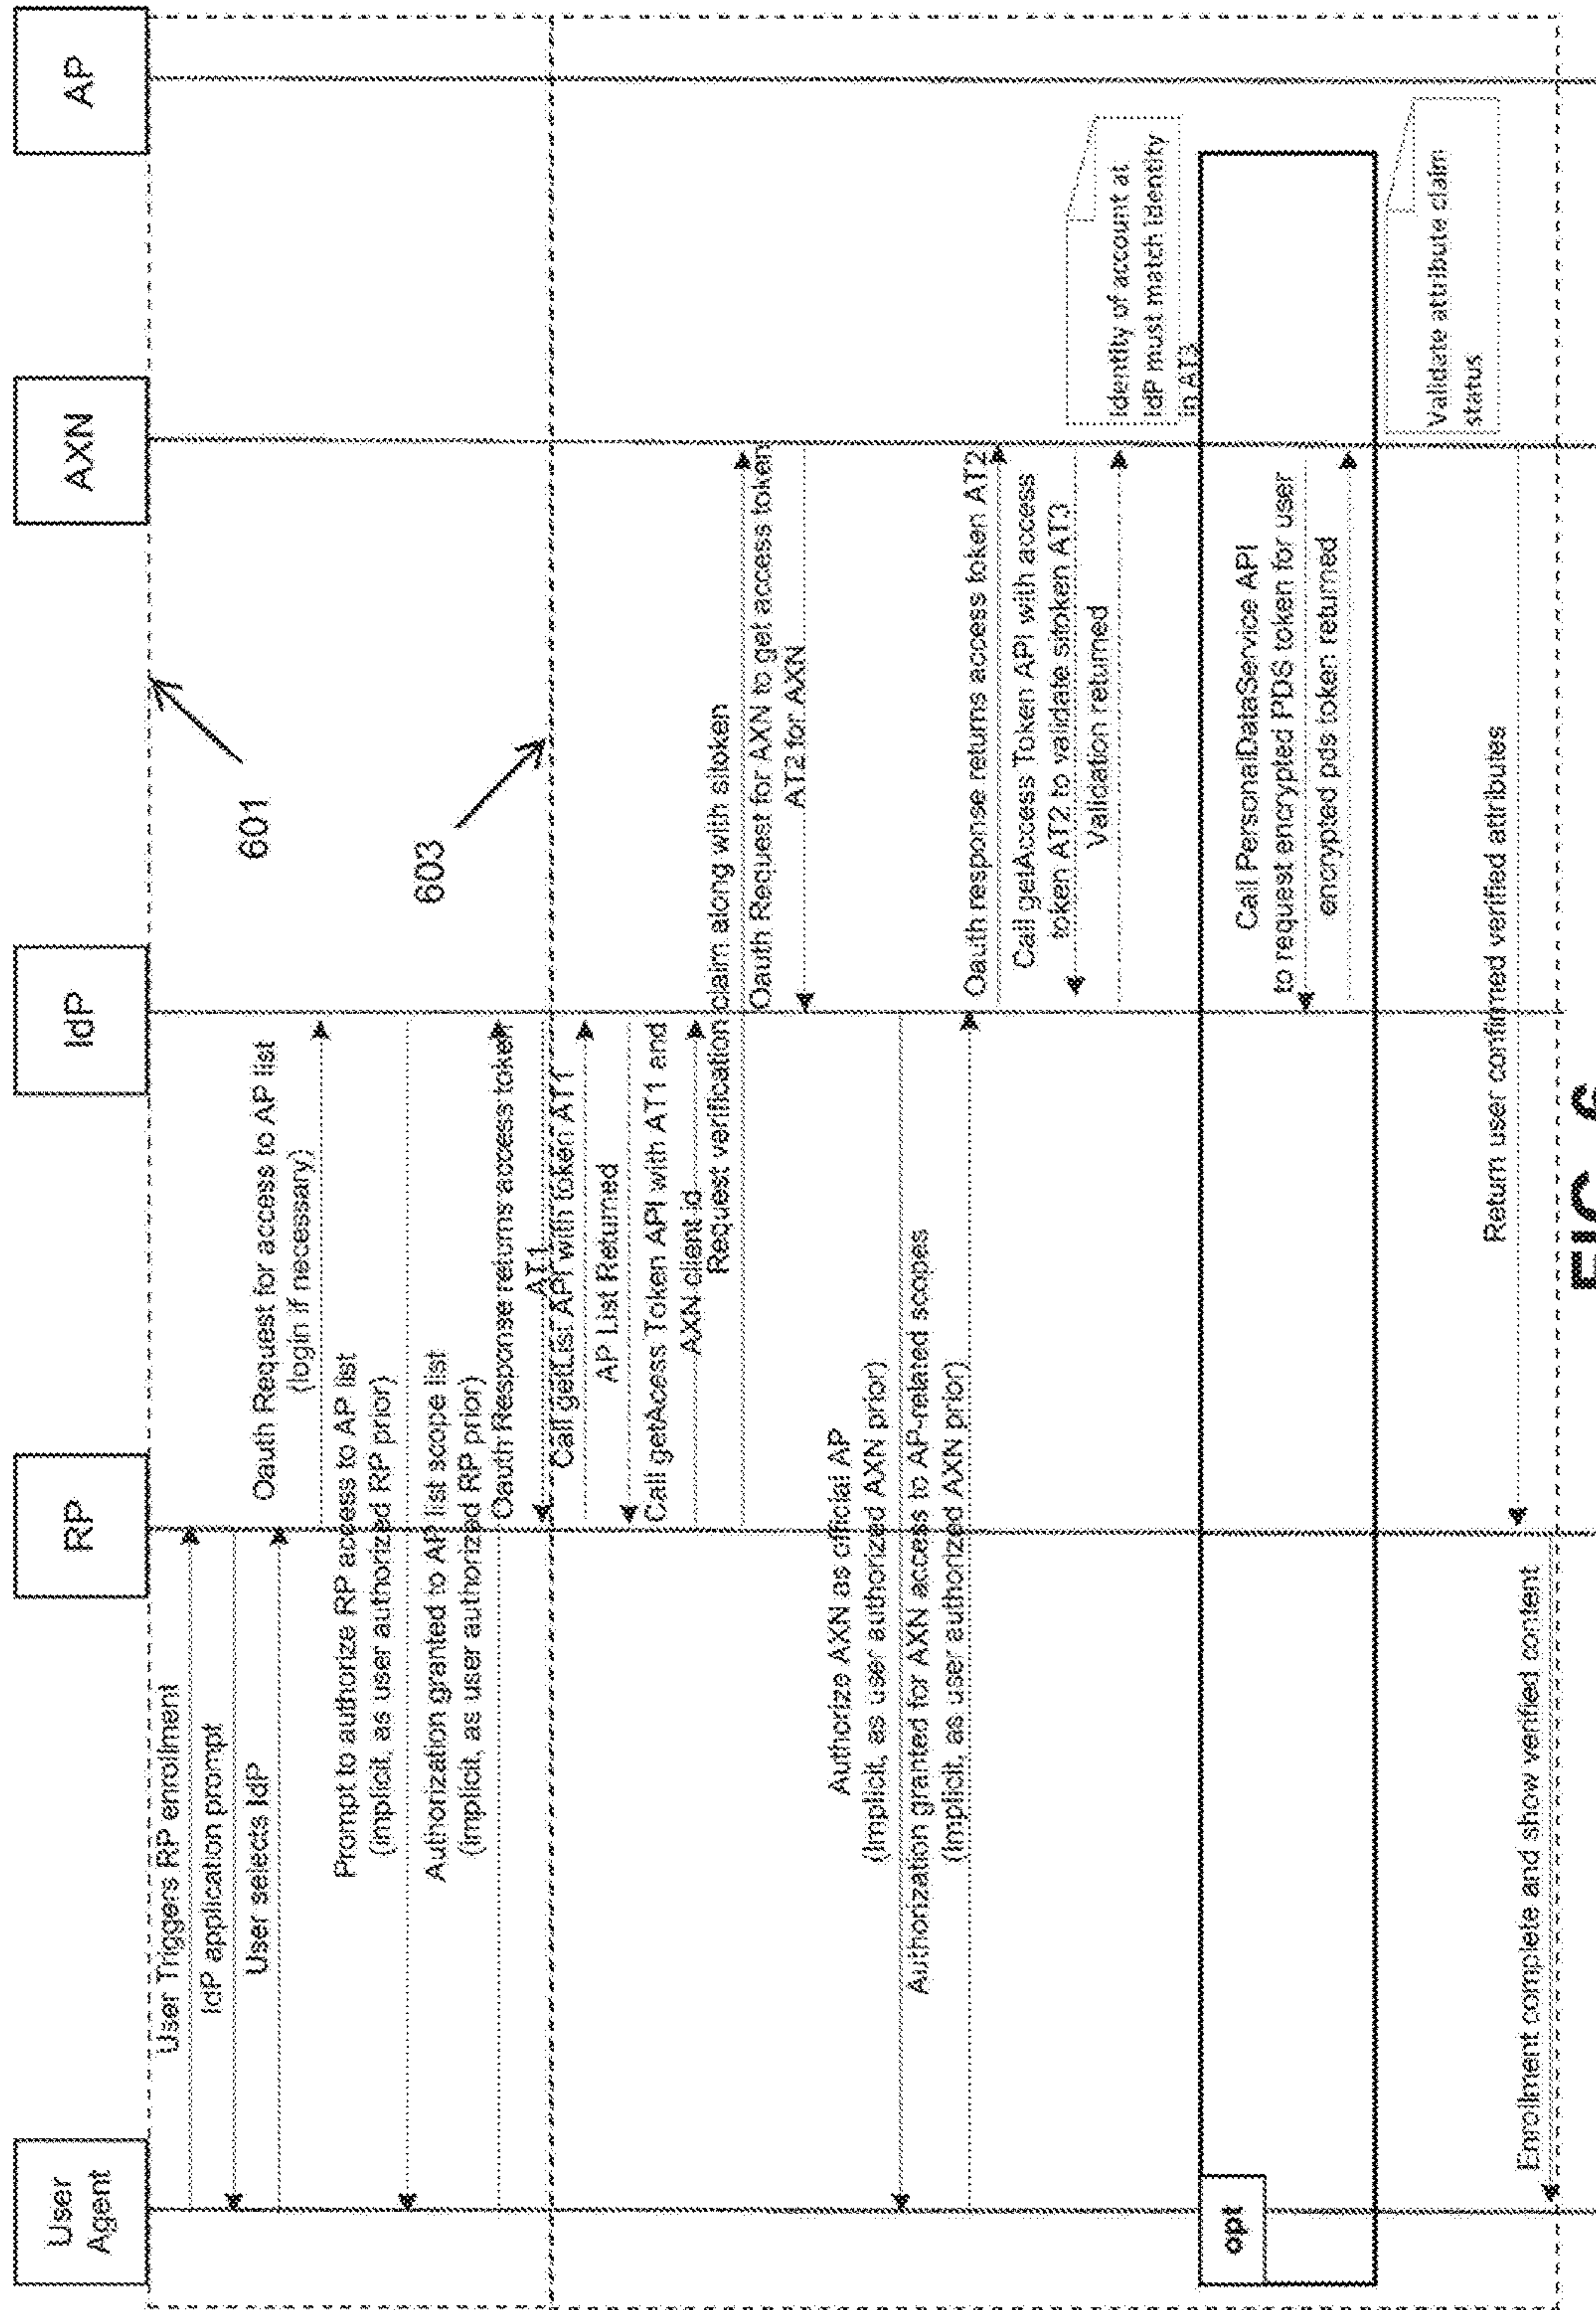 User
Agent
RP
IdP
AXN
AP
601
User Triggers RP enrollment
IdP application prompt
User selects IdP
Oauth Request for access to AP list
(login if necessary)
Prompt to authorize RP access to AP list
(implicit, as user authorized RP prior)
Authorization granted to AP list scope list
(implicit, as user authorized RP prior)
Oauth Response returns access token
AT1
603
Call getList API with token AT1
AP List Returned
Call getAcess Token API with AT1 and
AXN client id
Request verification claim along with sitoken
Oauth Request for AXN to get access token
AT2 for AXN
Authorize AXN as official AP
(Implicit, as user authorized AXN prior)
Authorization granted for AXN access to AP-related scopes
(Implicit, as user authorized AXN prior)
Oauth response returns access token AT2
Call getAccess Token API with access
token AT2 to validate sitoken AT3
Validation returned
Identity of account at
IdP must match identity
in AT3
opt
Call PersonalDataService API
to request encrypted PDS token for user
encrypted pds token returned
Validate attribute claim
status
Return user confirmed verified attributes
Enrollment complete and show verified content
FIG. 6